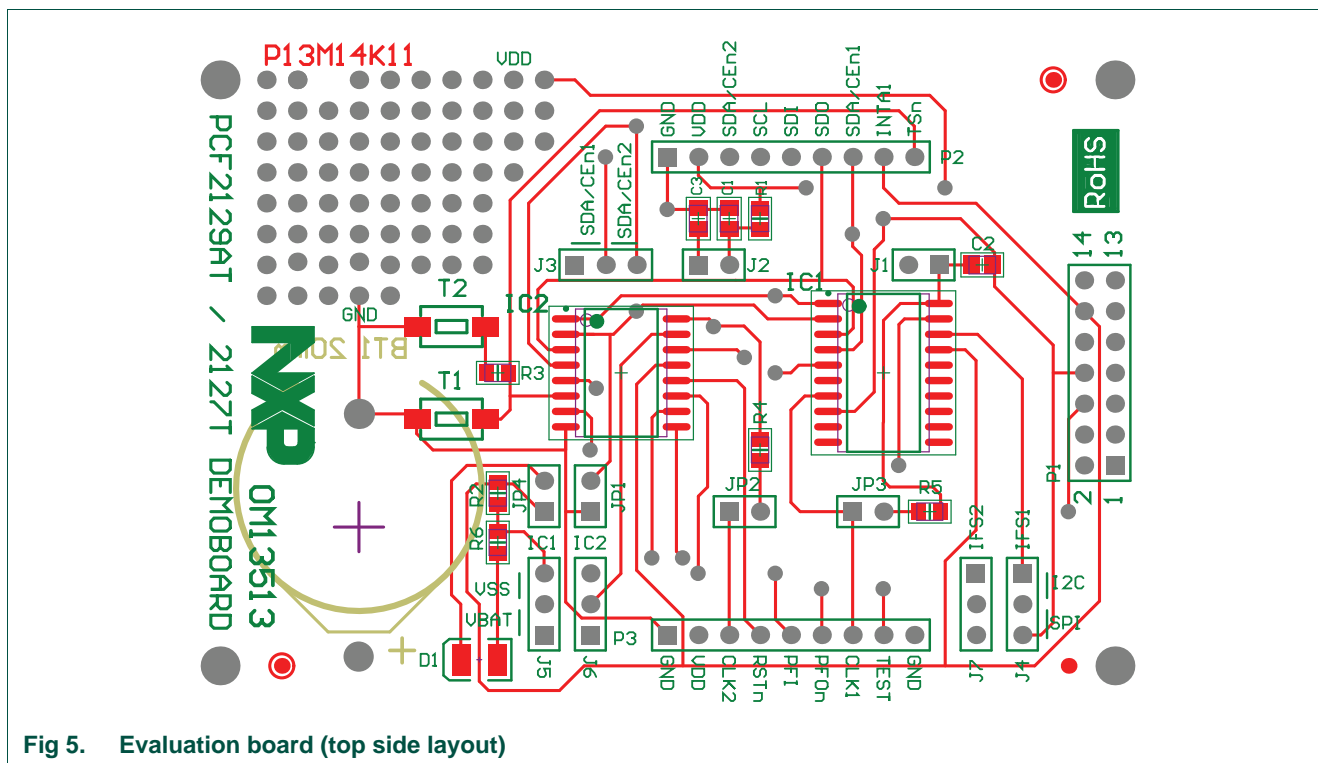 P13M14K11
VDD
GND
VDD
SDA/CEn2
SCL
SDI
SDO
SDA/CEn1
INTA1
TSn
P2
RoHS
PCF2129AT / 2127T DEMOBOARD
OM13513
SDA/CEn1
SDA/CEn2
C3
C1
R1
J3
J2
J1
C2
14
13
T2
IC2
IC1
GND
NXP
BT1 20mm
R3
T1
R4
P1
2
1
R2
JP4
JP1
JP2
JP3
R5
R6
IC1
IC2
IFS2
IFS1
VSS
VBAT
I2C
SPI
D1
J5
J6
P3
GND
VDD
CLK2
RSTn
PFI
PFOn
CLK1
TEST
GND
J7
J4
Fig 5. Evaluation board (top side layout)